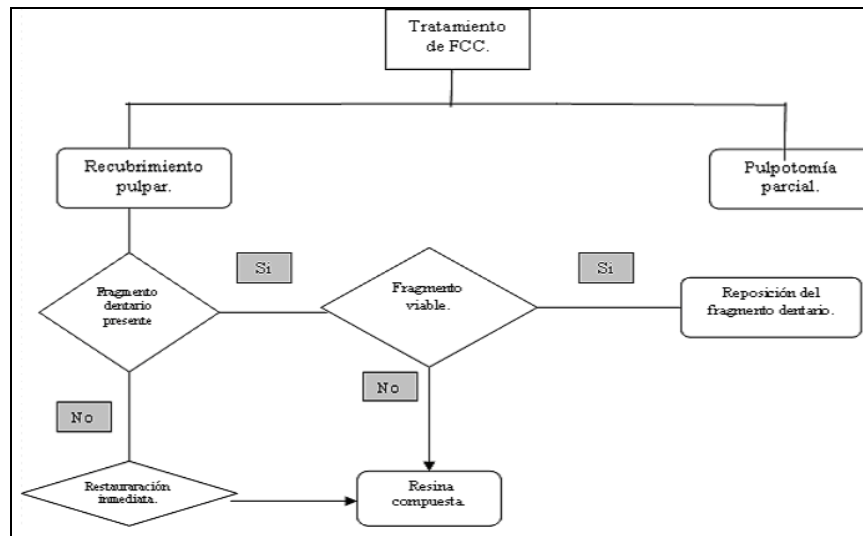 Tratamiento
de FCC.
Recubrimiento
pulpar.
Pulpotomía
parcial.
Si
Si
Fragmento
dentario
presente
Fragmento
viable.
Reposición del
fragmento dentario.
No
No
Restauraración
inmediata.
Resina
compuesta.